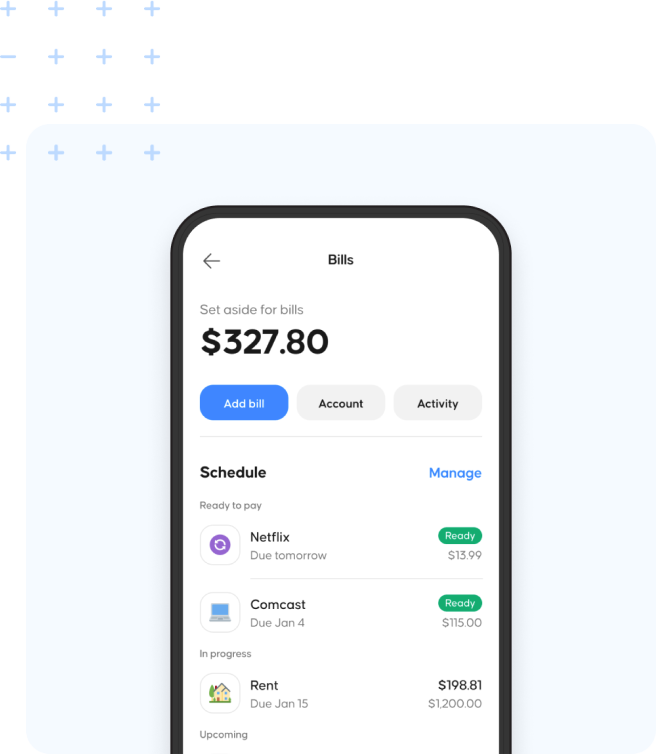 Bills
Set aside for bills
$327.80
Add bill Account Activity
Schedule Manage
Ready to pay
Netflix Ready
Due tomorrow $13.99
Comcast Ready
Due Jan 4 $115.00
In progress
Rent $198.81
Due Jan 15 $1,200.00
Upcoming